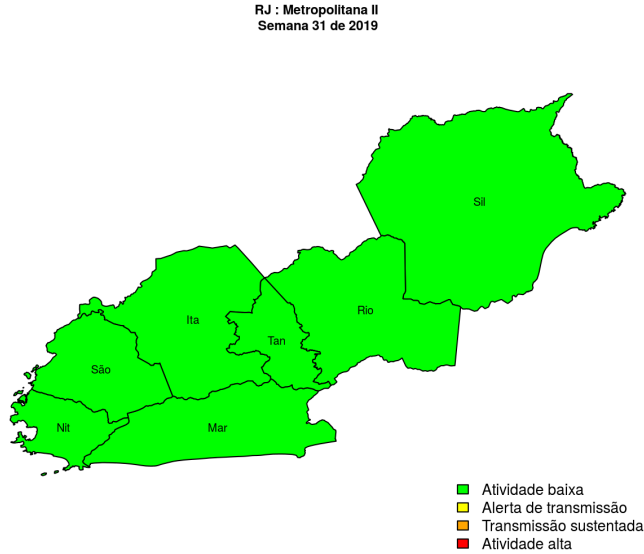 RJ : Metropolitana II
Semana 31 de 2019
Sil
Rio
Ita
Tan
São
Nit
Mar
Atividade baixa
Alerta de transmissão
Transmissão sustentada
Atividade alta